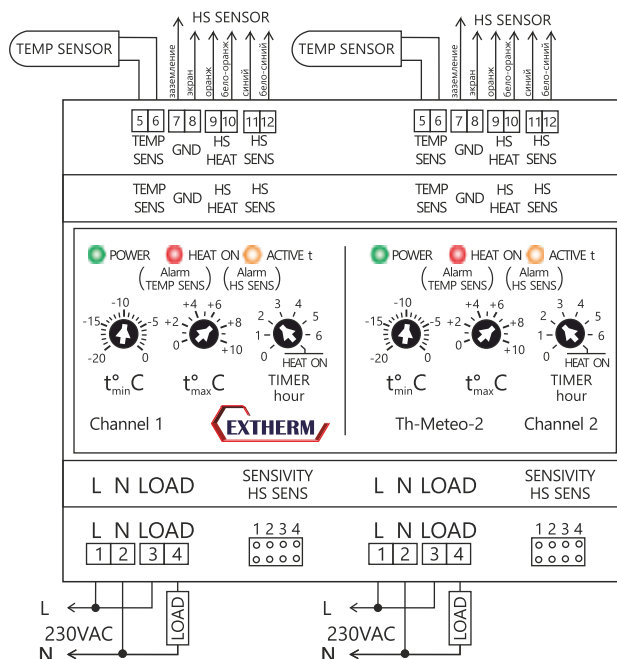 HS SENSOR HS SENSOR
TEMP SENSOR TEMP SENSOR
заземление экран оранж бело-оранж синий бело-синий заземление экран оранж бело-оранж синий бело-синий
5 6 7 8 9 10 11 12 5 6 7 8 9 10 11 12
TEMP SENS GND HS HEAT HS SENS TEMP SENS GND HS HEAT HS SENS
TEMP SENS GND HS HEAT HS SENS TEMP SENS GND HS HEAT HS SENS
POWER HEAT ON ACTIVE t POWER HEAT ON ACTIVE t
(Alarm TEMP SENS) (Alarm HS SENS) (Alarm TEMP SENS) (Alarm HS SENS)
-20 -15 -10 -5 0 0 +2 +4 +6 +8 +10 0 1 2 3 4 5 6 HEAT ON -20 -15 -10 -5 0 0 +2 +4 +6 +8 +10 0 1 2 3 4 5 6 HEAT ON
t°minC t°maxC TIMER hour t°minC t°maxC TIMER hour
Channel 1 EXTHERM Th-Meteo-2 Channel 2
L N LOAD SENSIVITY HS SENS L N LOAD SENSIVITY HS SENS
L N LOAD 1 2 3 4 L N LOAD 1 2 3 4
1 2 3 4 1 2 3 4
L LOAD L LOAD
230VAC 230VAC
N N